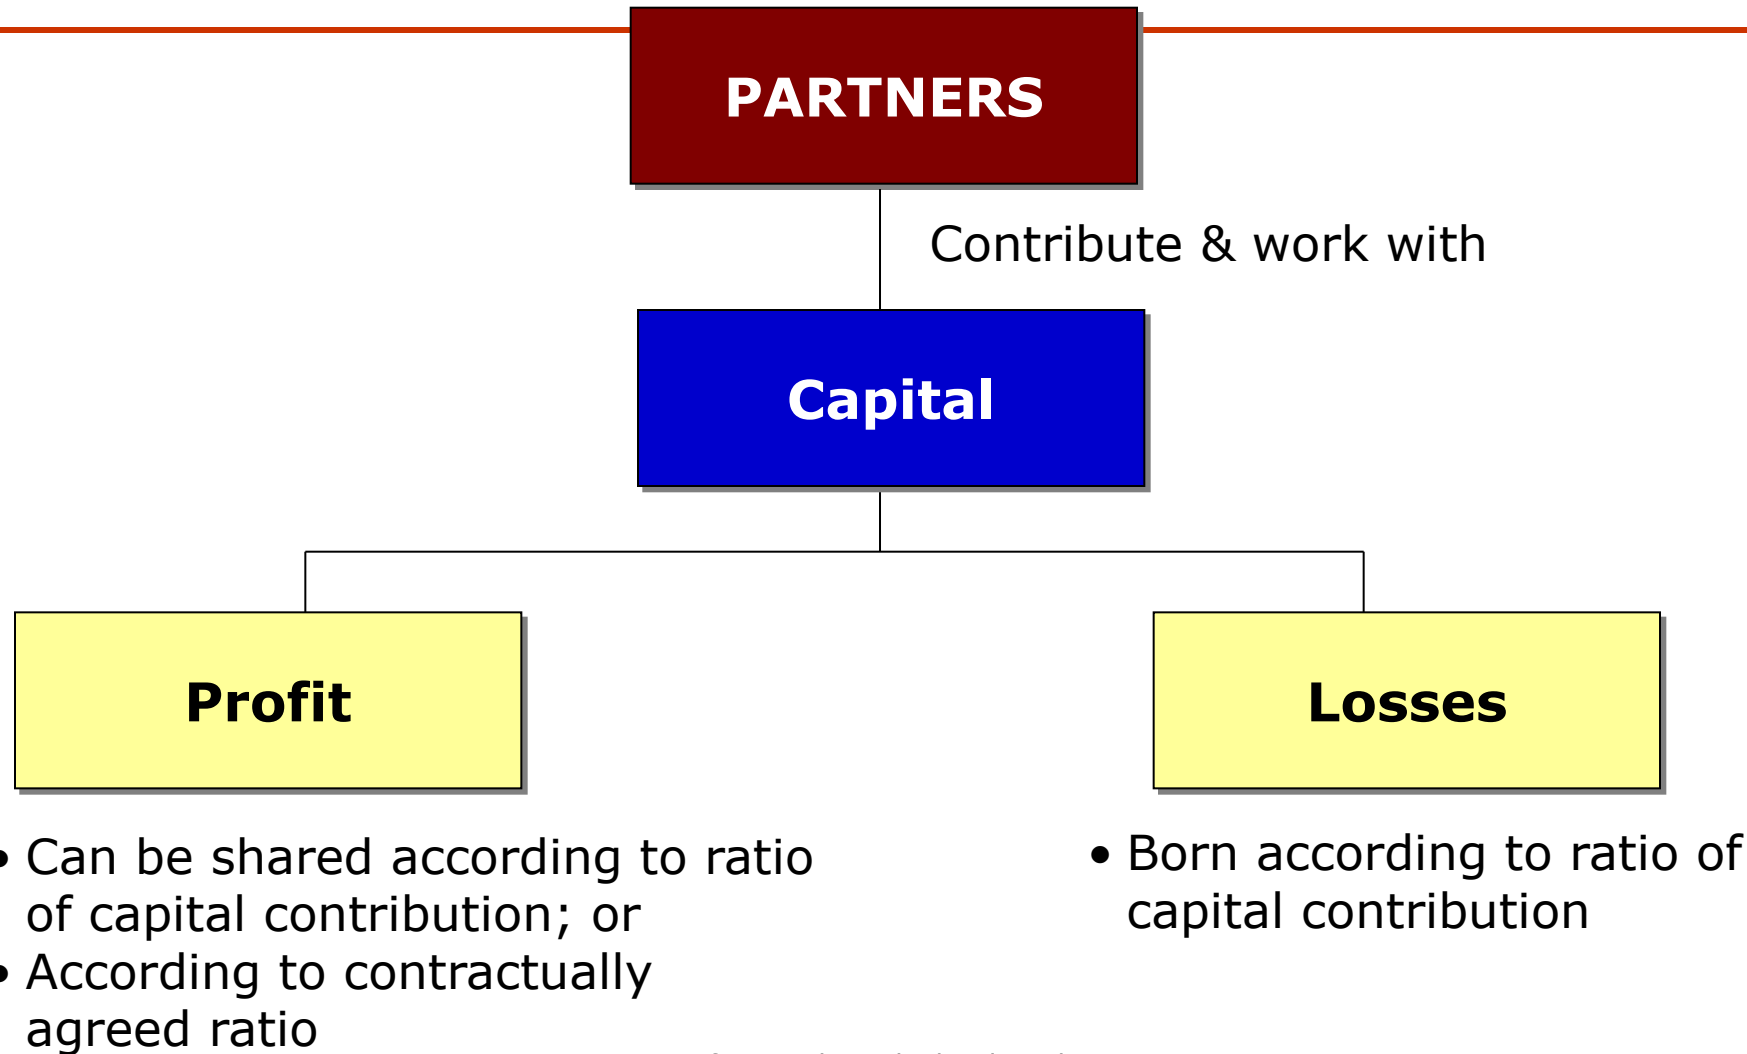 PARTNERS
Contribute & work with
Capital
Profit
Losses
• Can be shared according to ratio
of capital contribution; or
• According to contractually
agreed ratio
• Born according to ratio of
capital contribution